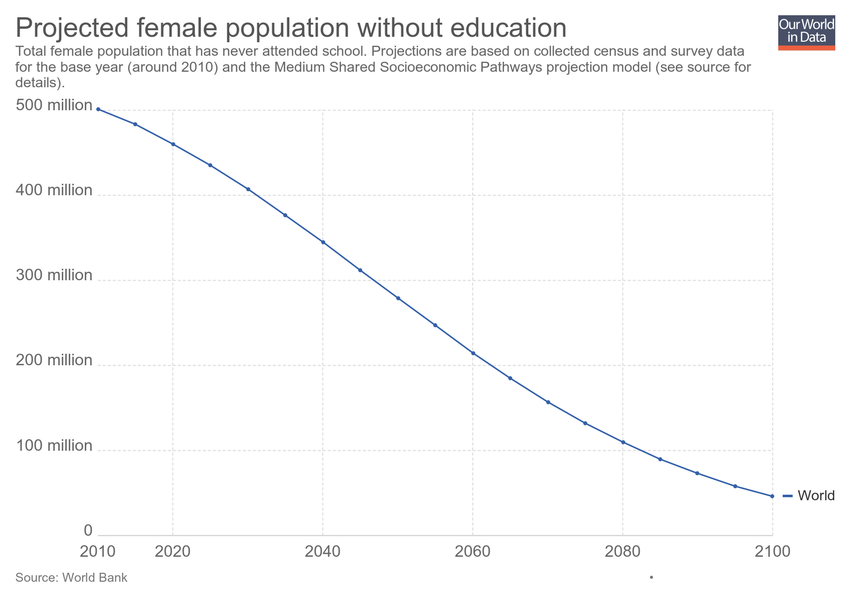 Projected female population without education
Our World
in Data
Total female population that has never attended school. Projections are based on collected census and survey data
for the base year (around 2010) and the Medium Shared Socioeconomic Pathways projection model (see source for
details).
500 million
400 million
300 million
200 million
100 million
World
0
2010 2020 2040 2060 2080 2100
Source: World Bank